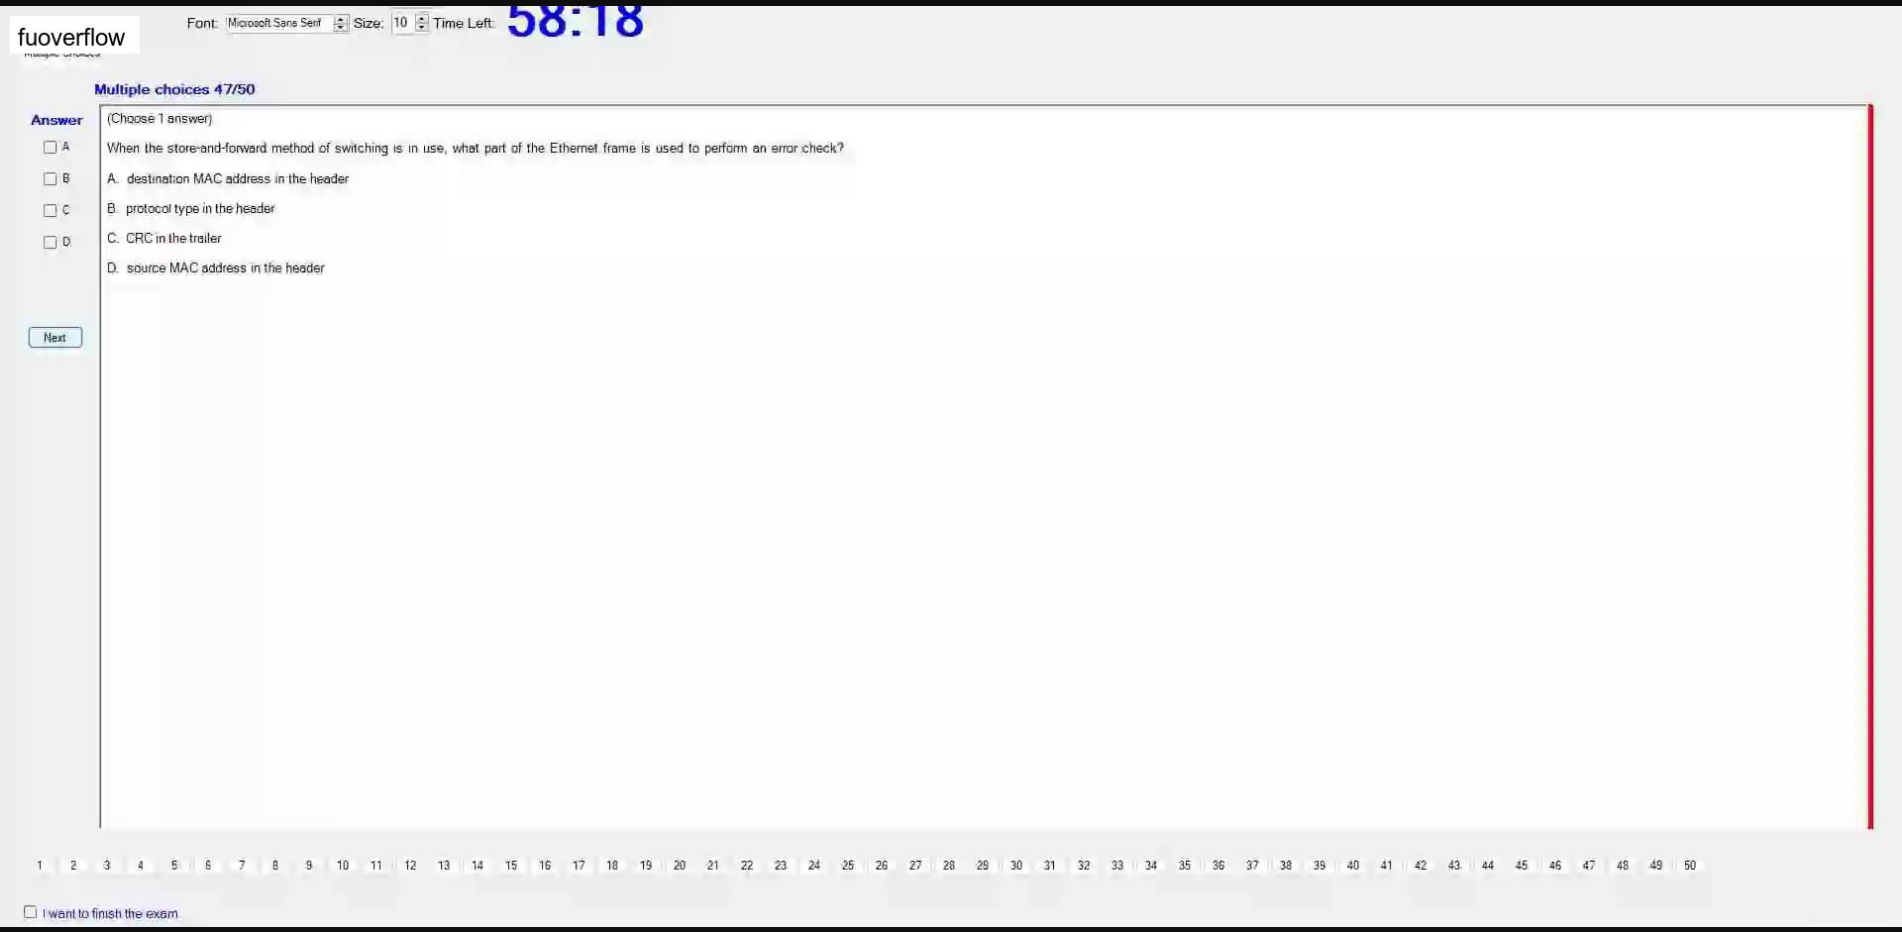 Font: Microsoft Sans Serif Size: 10 Time Left: 58:18
fuoverflow
Multiple choices
Multiple choices 47/50
Answer
(Choose 1 answer)
A
When the store-and-forward method of switching is in use, what part of the Ethernet frame is used to perform an error check?
B
A. destination MAC address in the header
C
B. protocol type in the header
D
C. CRC in the trailer
D. source MAC address in the header
Next
1 2 3 4 5 6 7 8 9 10 11 12 13 14 15 16 17 18 19 20 21 22 23 24 25 26 27 28 29 30 31 32 33 34 35 36 37 38 39 40 41 42 43 44 45 46 47 48 49 50
I want to finish the exam.